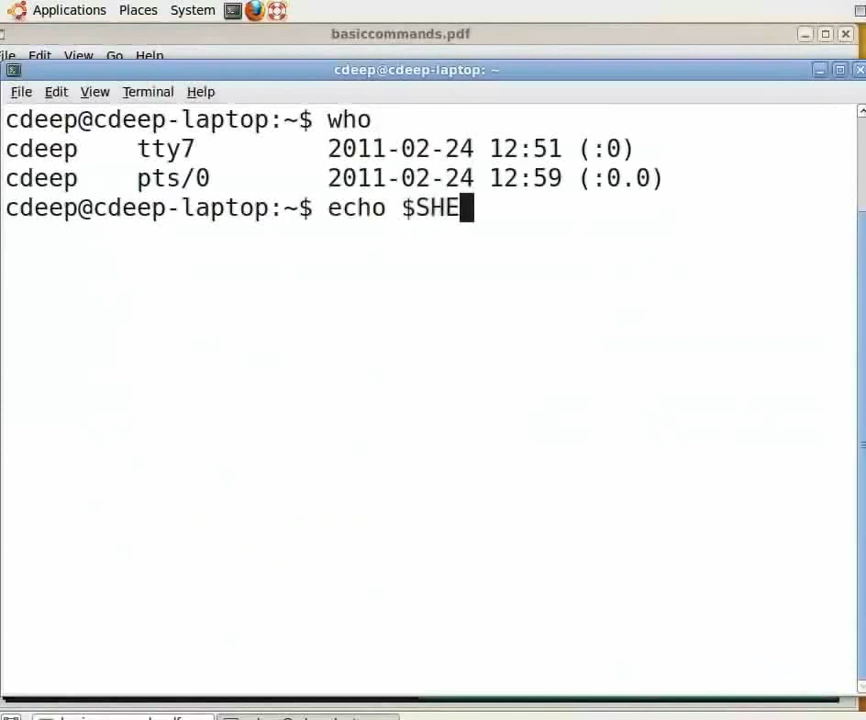 Applications Places System
basiccommands.pdf
File Edit View Go Help
cdeep@cdeep-laptop: ~
File Edit View Terminal Help
cdeep@cdeep-laptop:~$ who
cdeep tty7 2011-02-24 12:51 (:0)
cdeep pts/0 2011-02-24 12:59 (:0.0)
cdeep@cdeep-laptop:~$ echo $SHE